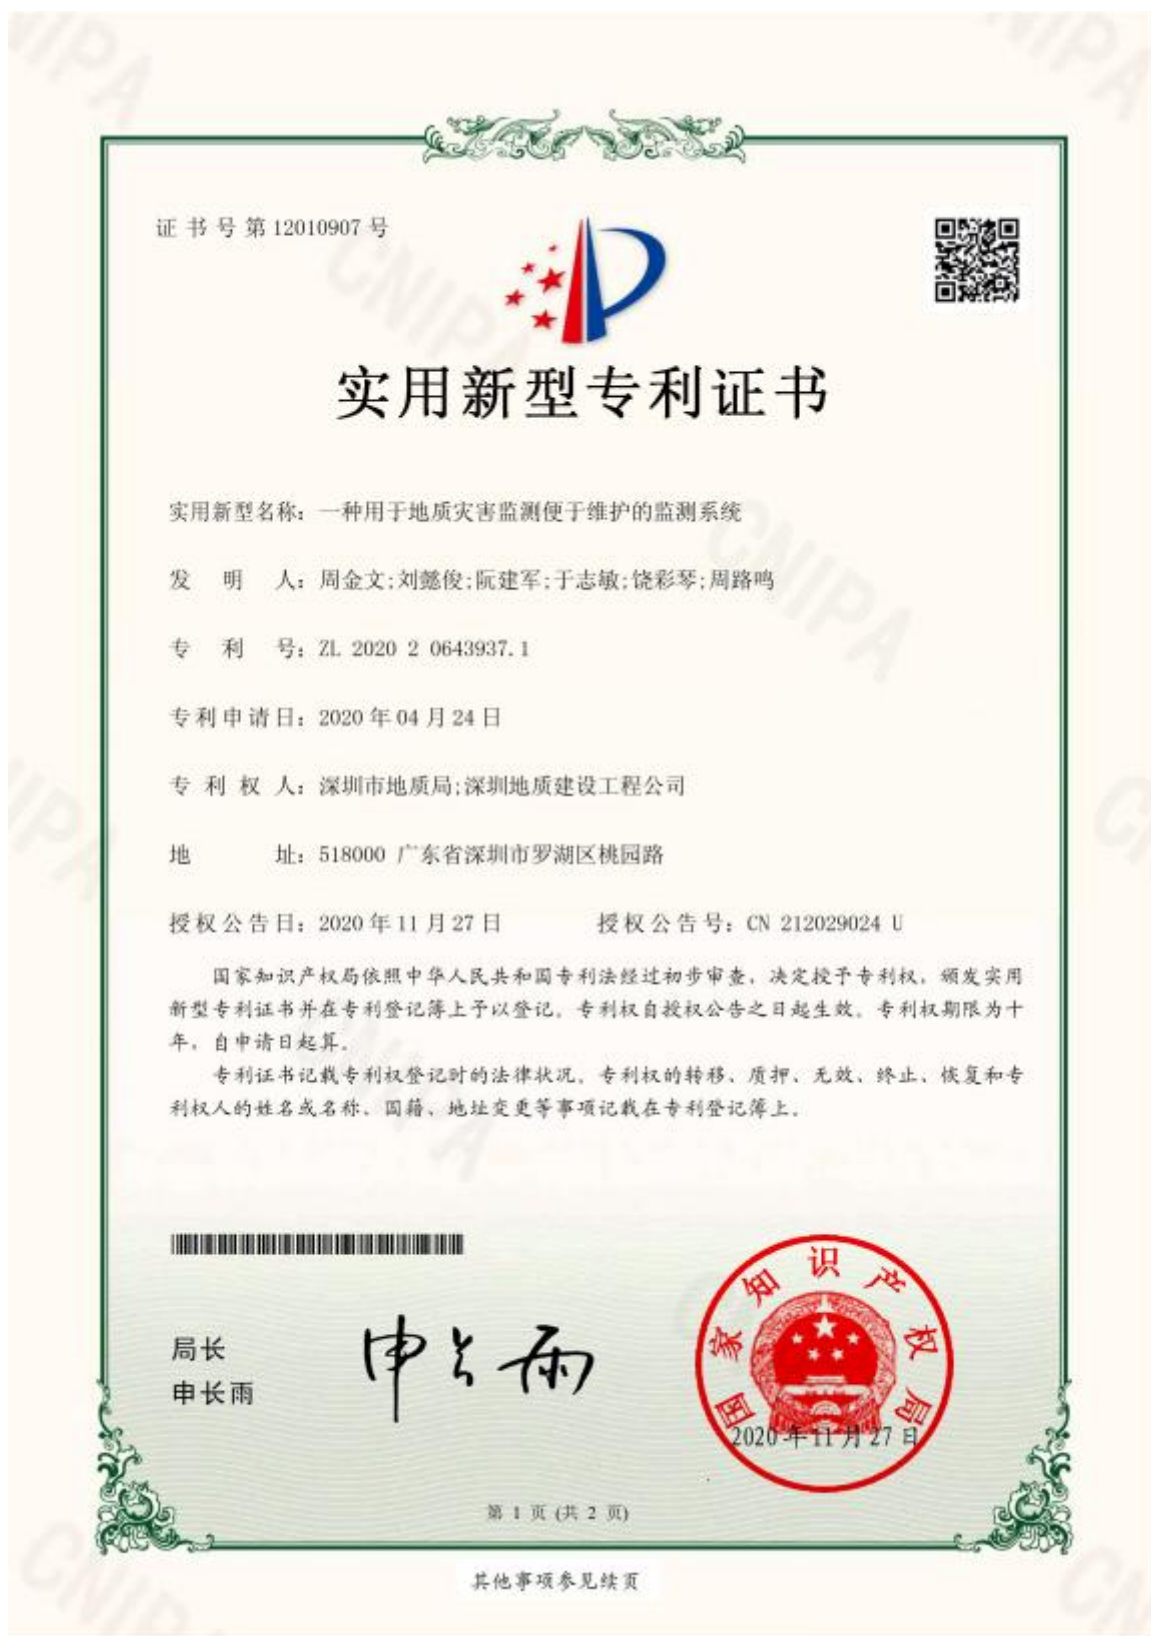 证书号第12010907号
实用新型专利证书
实用新型名称：一种用于地质灾害监测便于维护的监测系统
发明人：周金文;刘懿俊;阮建军;于志敏;饶彩琴;周路鸣
专利号：ZL 2020 2 0643937.1
专利申请日：2020年04月24日
专利权人：深圳市地质局;深圳地质建设工程公司
地址：518000 广东省深圳市罗湖区桃园路
授权公告日：2020年11月27日 授权公告号：CN 212029024 U
国家知识产权局依照中华人民共和国专利法经过初步审查，决定授予专利权，颁发实用
新型专利证书并在专利登记簿上予以登记。专利权自授权公告之日起生效。专利权期限为十
年，自申请日起算。
专利证书记载专利权登记时的法律状况。专利权的转移、质押、无效、终止、恢复和专
利权人的姓名或名称、国籍、地址变更等事项记载在专利登记簿上。
局长
申长雨
申长雨
国家知识产权局
2020年11月27日
第 1 页 (共 2 页)
其他事项参见续页
CNIPA